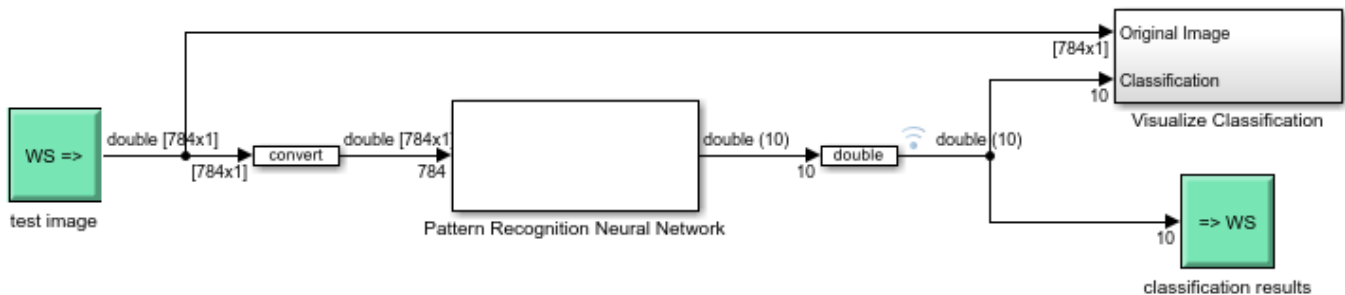 Original Image
[784x1]
Classification
10
Visualize Classification
WS =>
test image
double [784x1]
[784x1]
convert
double [784x1]
784
Pattern Recognition Neural Network
double (10)
10
double
double (10)
10
=> WS
classification results